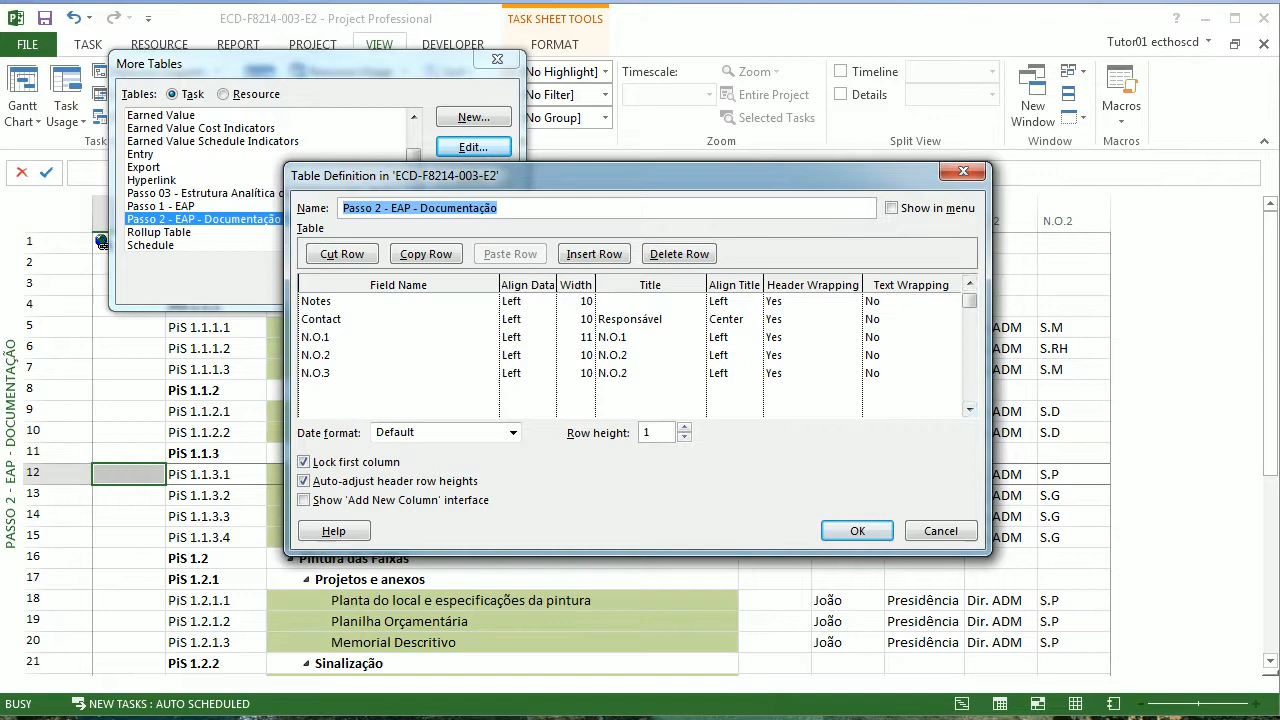 ECD-F8214-003-E2 - Project Professional
TASK SHEET TOOLS
FILE TASK RESOURCE REPORT PROJECT VIEW DEVELOPER FORMAT
Tutor01 ecthoscd
Gantt Chart
Task Usage
[No Highlight]
No Filter]
No Group]
Timescale:
Zoom
Entire Project
Selected Tasks
Zoom
Timeline
Details
Split View
New Window
Window
Macros
Macros
More Tables
Tables: Task Resource
Earned Value
Earned Value Cost Indicators
Earned Value Schedule Indicators
Entry
Export
Hyperlink
Passo 03 - Estrutura Analítica
Passo 1 - EAP
Passo 2 - EAP - Documentação
Rollup Table
Schedule
New...
Edit...
Table Definition in 'ECD-F8214-003-E2'
Name: Passo 2 - EAP - Documentação
Show in menu
Table
Cut Row Copy Row Paste Row Insert Row Delete Row
Field Name Align Data Width Title Align Title Header Wrapping Text Wrapping
Notes Left 10 Left Yes No
Contact Left 10 Responsável Center Yes No
N.O.1 Left 11 N.O.1 Left Yes No
N.O.2 Left 10 N.O.2 Left Yes No
N.O.3 Left 10 N.O.2 Left Yes No
Date format: Default
Row height: 1
Lock first column
Auto-adjust header row heights
Show 'Add New Column' interface
Help OK Cancel
PASSO 2 - EAP - DOCUMENTAÇÃO
2 N.O.2
1
2
3
4
5 PiS 1.1.1.1 ADM S.M
6 PiS 1.1.1.2 ADM S.RH
7 PiS 1.1.1.3 ADM S.M
8 PiS 1.1.2
9 PiS 1.1.2.1 ADM S.D
10 PiS 1.1.2.2 ADM S.D
11 PiS 1.1.3
12 PiS 1.1.3.1 ADM S.P
13 PiS 1.1.3.2 ADM S.G
14 PiS 1.1.3.3 ADM S.G
15 PiS 1.1.3.4 ADM S.G
16 PiS 1.2 Pintura das Faixas
17 PiS 1.2.1 Projetos e anexos
18 PiS 1.2.1.1 Planta do local e especificações da pintura João Presidência Dir. ADM S.P
19 PiS 1.2.1.2 Planilha Orçamentária João Presidência Dir. ADM S.P
20 PiS 1.2.1.3 Memorial Descritivo João Presidência Dir. ADM S.P
21 PiS 1.2.2 Sinalização
BUSY NEW TASKS : AUTO SCHEDULED